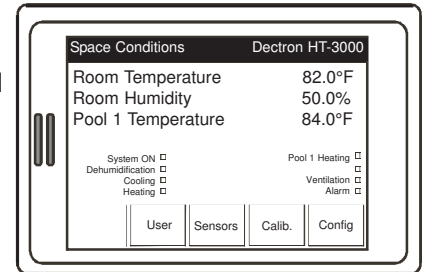 Space Conditions Dectron HT-3000
Room Temperature 82.0°F
Room Humidity 50.0%
Pool 1 Temperature 84.0°F
System ON Pool 1 Heating
Dehumidification
Cooling Ventilation
Heating Alarm
User Sensors Calib. Config